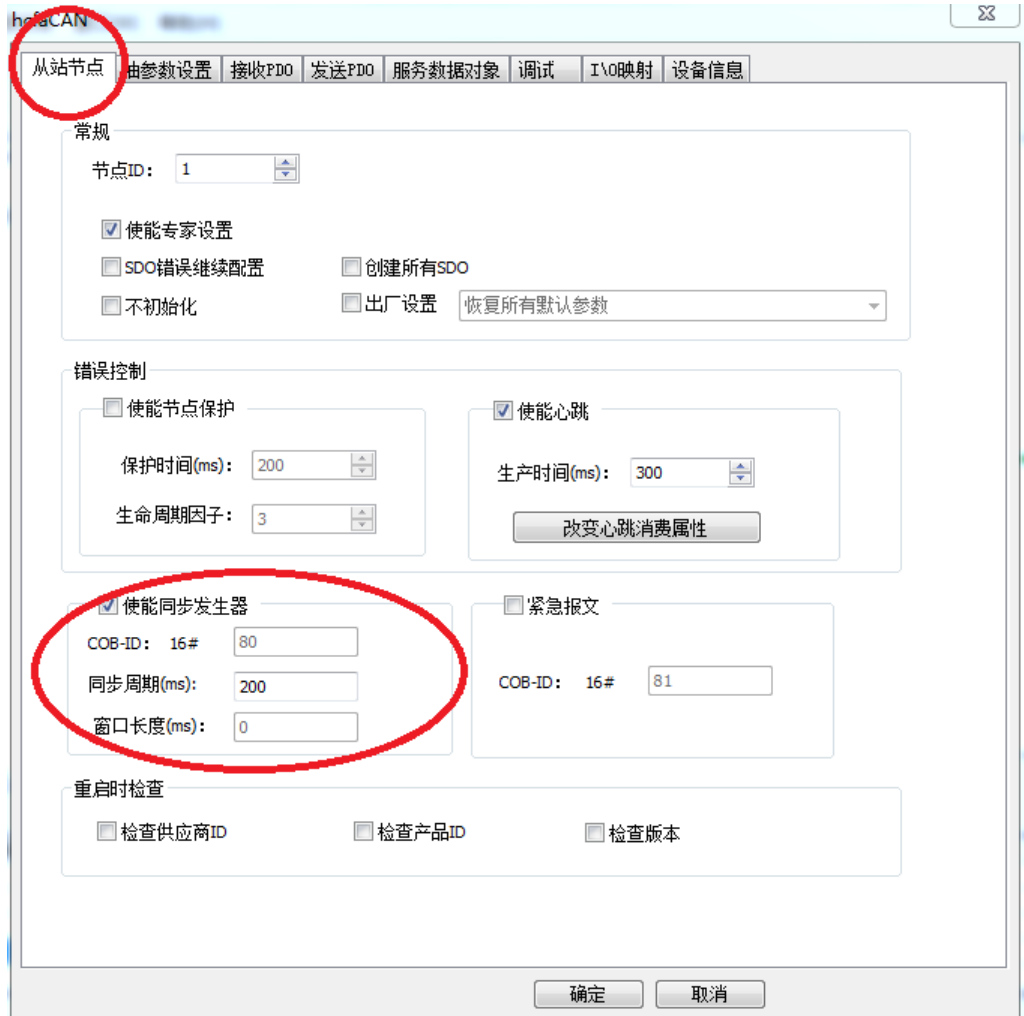 hefaCAN
从站节点 轴参数设置 接收PDO 发送PDO 服务数据对象 调试 I\O映射 设备信息
常规
节点ID: 1
使能专家设置
SDO错误继续配置 创建所有SDO
不初始化 出厂设置 恢复所有默认参数
错误控制
使能节点保护 使能心跳
保护时间(ms): 200 生产时间(ms): 300
生命周期因子: 3 改变心跳消费属性
使能同步发生器 紧急报文
COB-ID: 16# 80
同步周期(ms): 200 COB-ID: 16# 81
窗口长度(ms): 0
重启时检查
检查供应商ID 检查产品ID 检查版本
确定 取消